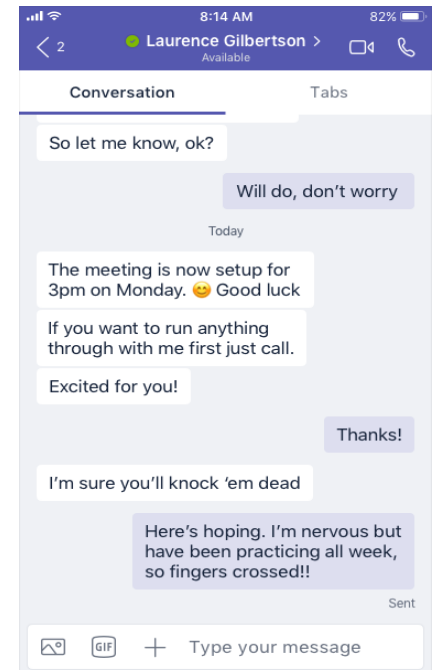 8:14 AM
82%
2
Laurence Gilbertson >
Available
Conversation
Tabs
So let me know, ok?
Will do, don’t worry
Today
The meeting is now setup for
3pm on Monday. 😊 Good luck
If you want to run anything
through with me first just call.
Excited for you!
Thanks!
I’m sure you’ll knock ‘em dead
Here’s hoping. I’m nervous but
have been practicing all week,
so fingers crossed!!
Sent
GIF
Type your message